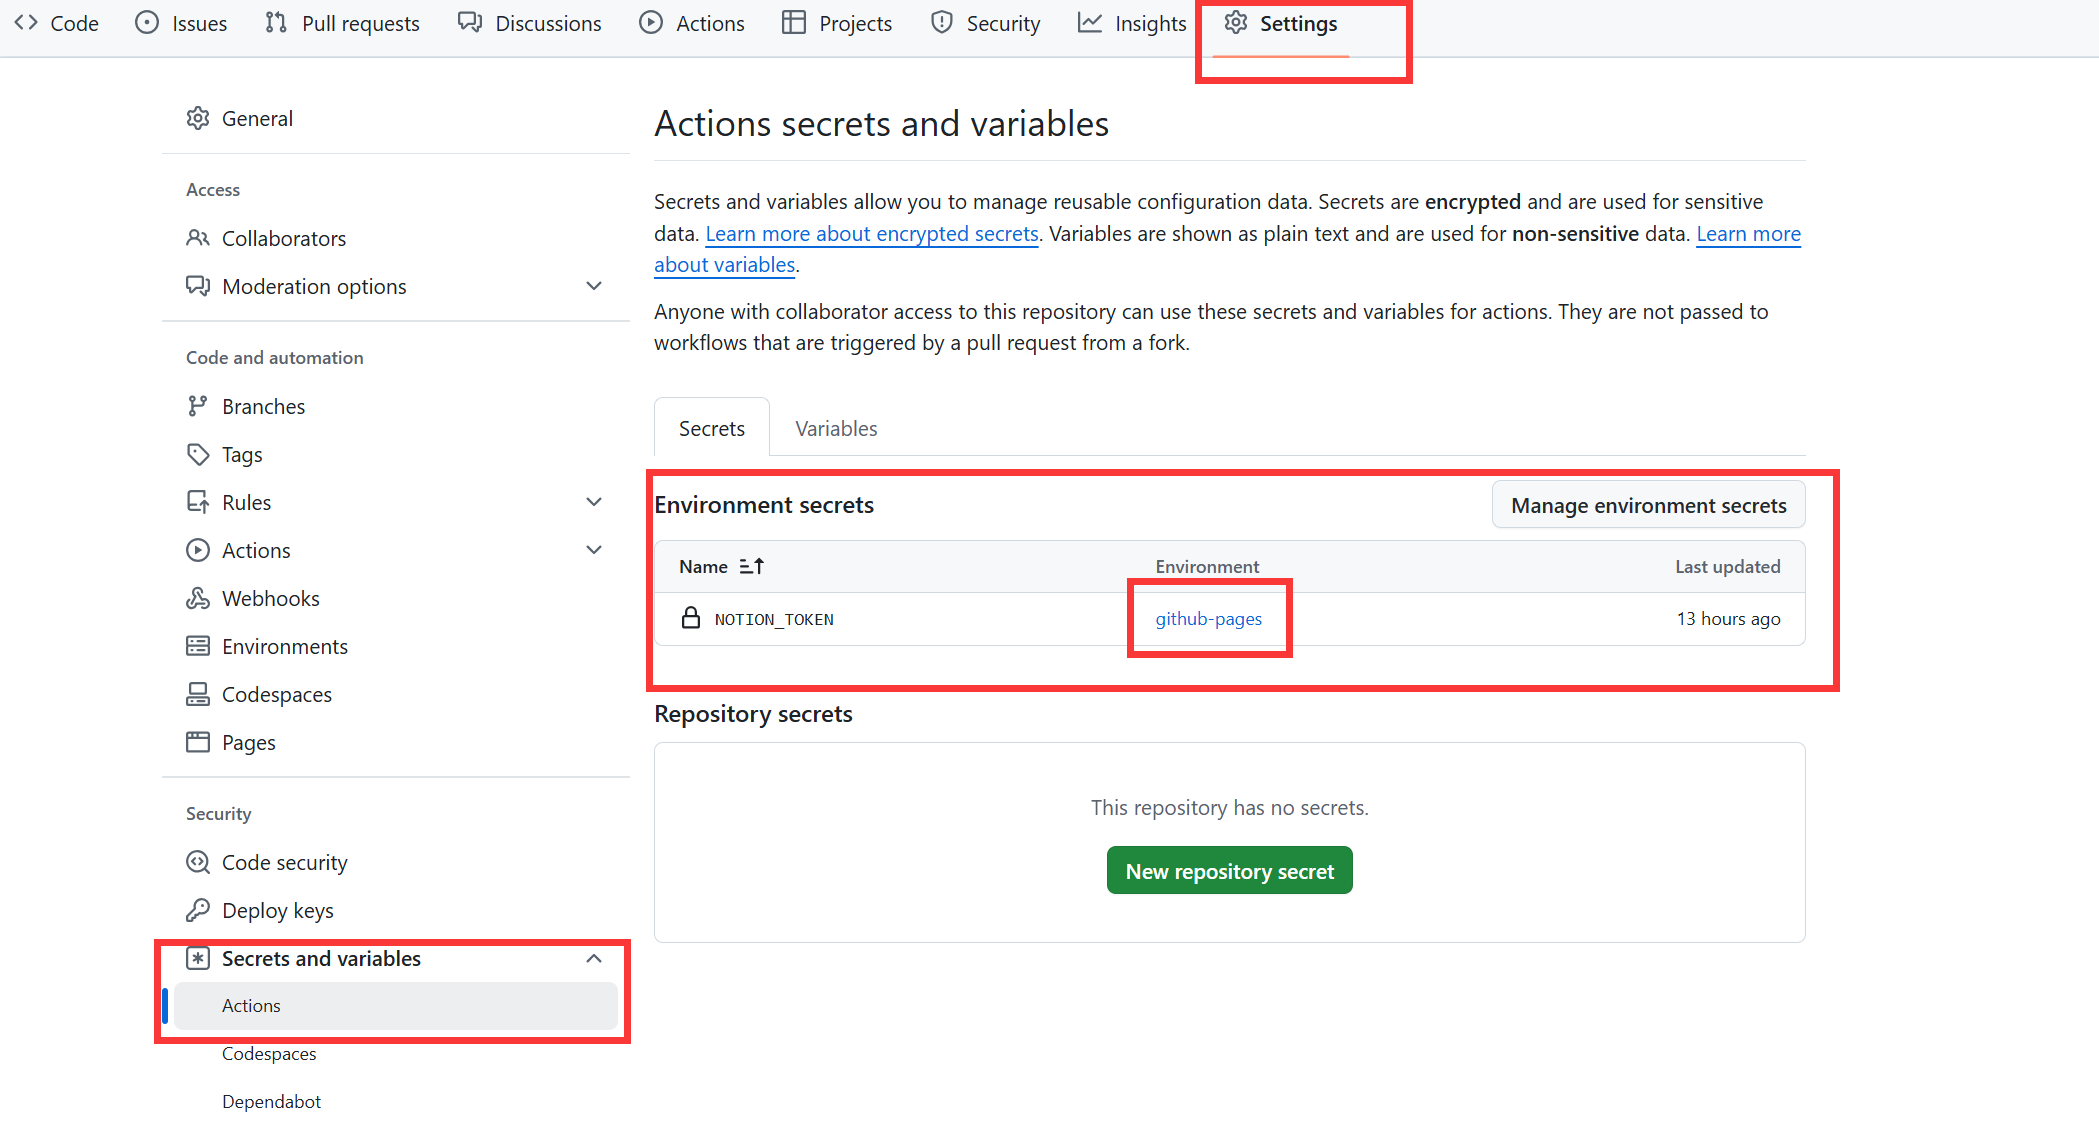 Code Issues Pull requests Discussions Actions Projects Security Insights Settings
General
Access
Collaborators
Moderation options
Code and automation
Branches
Tags
Rules
Actions
Webhooks
Environments
Codespaces
Pages
Security
Code security
Deploy keys
Secrets and variables
Actions
Codespaces
Dependabot
Actions secrets and variables
Secrets and variables allow you to manage reusable configuration data. Secrets are encrypted and are used for sensitive
data. Learn more about encrypted secrets. Variables are shown as plain text and are used for non-sensitive data. Learn more
about variables.
Anyone with collaborator access to this repository can use these secrets and variables for actions. They are not passed to
workflows that are triggered by a pull request from a fork.
Secrets Variables
Environment secrets Manage environment secrets
Name Environment Last updated
NOTION_TOKEN github-pages 13 hours ago
Repository secrets
This repository has no secrets.
New repository secret